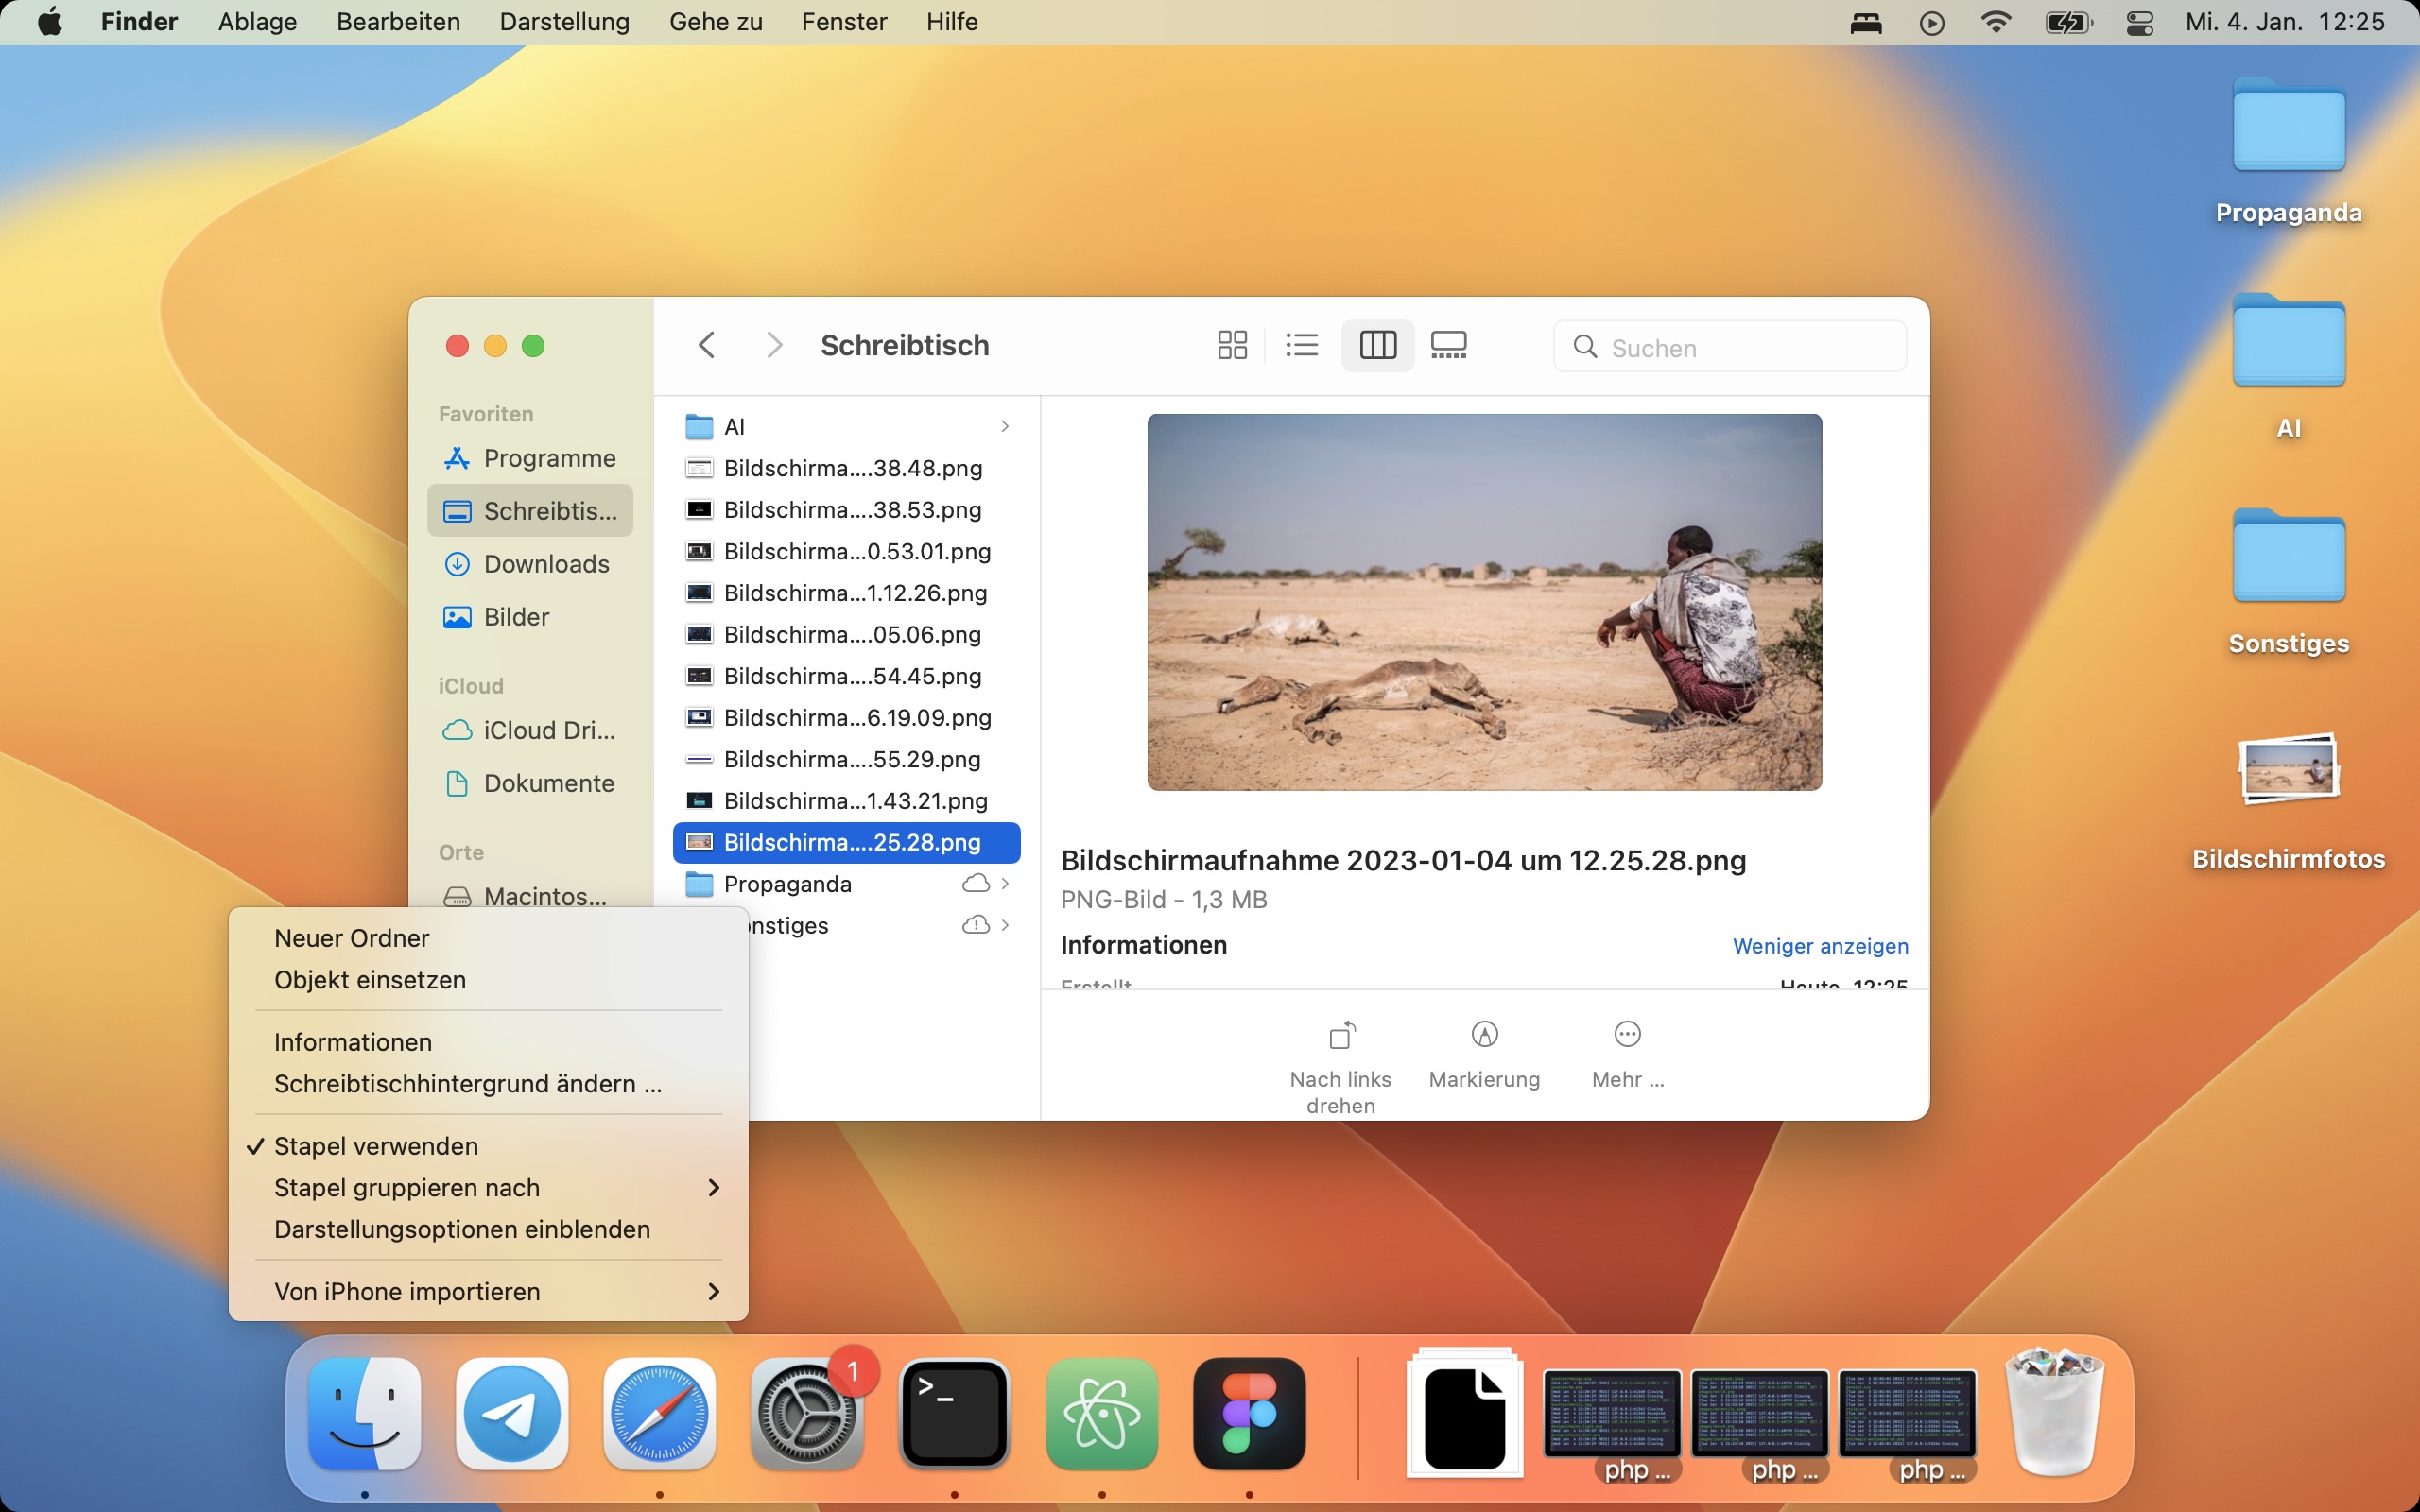 Finder Ablage Bearbeiten Darstellung Gehe zu Fenster Hilfe Mi. 4. Jan. 12:25
Propaganda
AI
Sonstiges
Bildschirmfotos
Schreibtisch
Suchen
Favoriten
Programme
Schreibtis...
Downloads
Bilder
iCloud
iCloud Dri...
Dokumente
Orte
Macintos...
AI
Bildschirma....38.48.png
Bildschirma....38.53.png
Bildschirma...0.53.01.png
Bildschirma...1.12.26.png
Bildschirma....05.06.png
Bildschirma....54.45.png
Bildschirma...6.19.09.png
Bildschirma....55.29.png
Bildschirma...1.43.21.png
Bildschirma....25.28.png
Propaganda
onstiges
Bildschirmaufnahme 2023-01-04 um 12.25.28.png
PNG-Bild - 1,3 MB
Informationen Weniger anzeigen
Erstellt Heute, 12:25
Nach links
drehen
Markierung
Mehr ...
Neuer Ordner
Objekt einsetzen
Informationen
Schreibtischhintergrund ändern ...
✓ Stapel verwenden
Stapel gruppieren nach
Darstellungsoptionen einblenden
Von iPhone importieren
1
>_
php ...
php ...
php ...